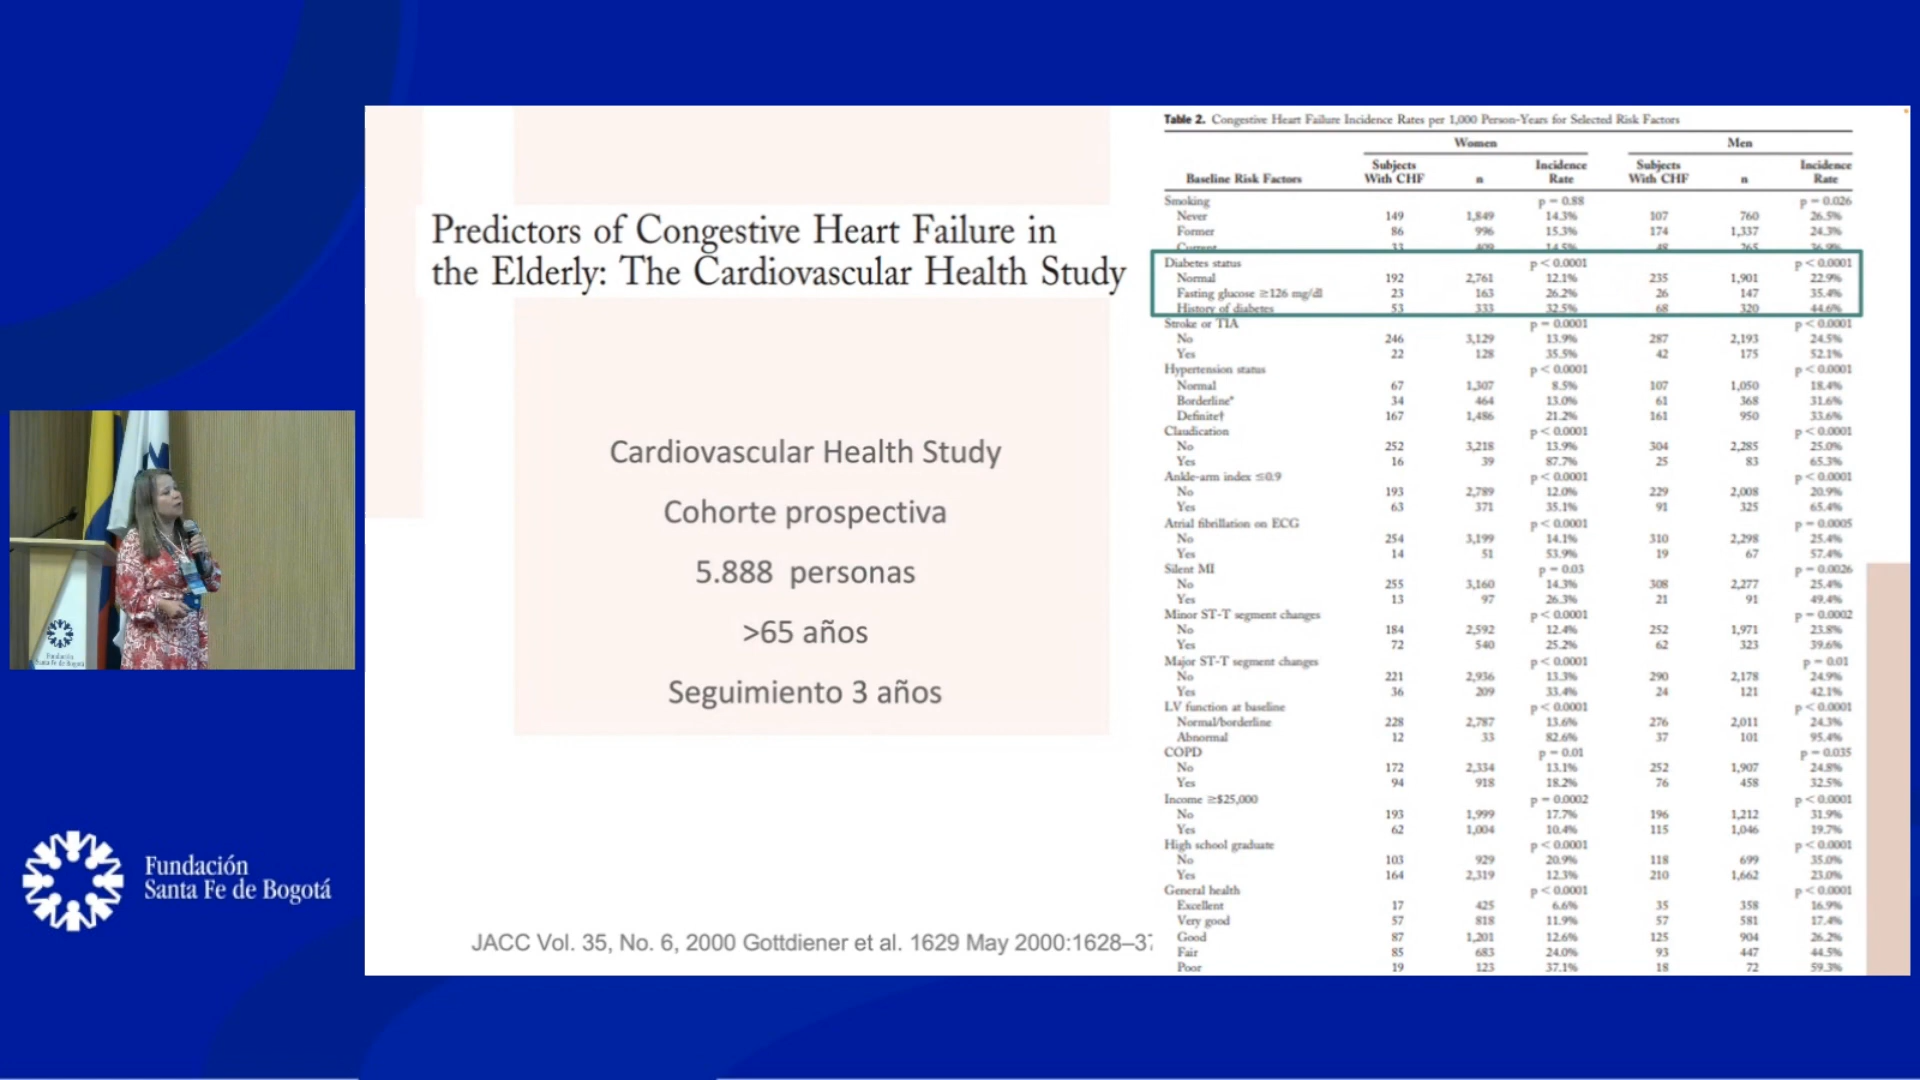 Predictors of Congestive Heart Failure in
the Elderly: The Cardiovascular Health Study
Cardiovascular Health Study
Cohorte prospectiva
5.888 personas
>65 años
Seguimiento 3 años
JACC Vol. 35, No. 6, 2000 Gottdiener et al. 1629 May 2000:1628–37
Table 2. Congestive Heart Failure Incidence Rates per 1,000 Person-Years for Selected Risk Factors
Women Men
Subjects Incidence Subjects Incidence
Baseline Risk Factors With CHF n Rate With CHF n Rate
Smoking p = 0.88 p = 0.026
Never 149 1,849 14.3% 107 760 26.5%
Former 86 996 15.3% 174 1,337 24.3%
Current 33 409 14.5% 48 265 36.9%
Diabetes status p < 0.0001 p < 0.0001
Normal 192 2,761 12.1% 235 1,901 22.9%
Fasting glucose ≥126 mg/dl 23 163 26.2% 26 147 35.4%
History of diabetes 53 333 32.5% 68 320 44.6%
Stroke or TIA p = 0.0001 p < 0.0001
No 246 3,129 13.9% 287 2,193 24.5%
Yes 22 128 35.5% 42 175 52.1%
Hypertension status p < 0.0001 p < 0.0001
Normal 67 1,307 8.5% 107 1,050 18.4%
Borderline* 34 464 13.0% 61 368 31.6%
Definite† 167 1,486 21.2% 161 950 33.6%
Claudication p < 0.0001 p < 0.0001
No 252 3,218 13.9% 304 2,285 25.0%
Yes 16 39 87.7% 25 83 65.3%
Ankle-arm index ≤0.9 p < 0.0001 p < 0.0001
No 193 2,789 12.0% 229 2,008 20.9%
Yes 63 371 35.1% 91 325 65.4%
Atrial fibrillation on ECG p < 0.0001 p = 0.0005
No 254 3,199 14.1% 310 2,298 25.4%
Yes 14 51 53.9% 19 67 57.4%
Silent MI p = 0.03 p = 0.0026
No 255 3,160 14.3% 308 2,277 25.4%
Yes 13 97 26.3% 21 91 49.4%
Minor ST-T segment changes p < 0.0001 p = 0.0002
No 184 2,592 12.4% 252 1,971 23.8%
Yes 72 540 25.2% 62 323 39.6%
Major ST-T segment changes p < 0.0001 p = 0.01
No 221 2,936 13.3% 290 2,178 24.9%
Yes 36 209 33.4% 24 121 42.1%
LV function at baseline p < 0.0001 p < 0.0001
Normal/borderline 228 2,787 13.6% 276 2,011 24.3%
Abnormal 12 33 82.6% 37 101 95.4%
COPD p = 0.01 p = 0.035
No 172 2,334 13.1% 252 1,907 24.8%
Yes 94 918 18.2% 76 458 32.5%
Income ≥$25,000 p = 0.0002 p < 0.0001
No 193 1,999 17.7% 196 1,212 31.9%
Yes 62 1,004 10.4% 115 1,046 19.7%
High school graduate p < 0.0001 p < 0.0001
No 103 929 20.9% 118 699 35.0%
Yes 164 2,319 12.3% 210 1,662 23.0%
General health p < 0.0001 p < 0.0001
Excellent 17 425 6.6% 35 358 16.9%
Very good 57 818 11.9% 57 581 17.4%
Good 87 1,201 12.6% 125 904 26.2%
Fair 85 683 24.0% 93 447 44.5%
Poor 19 123 37.1% 18 72 59.3%
Fundación
Santa Fe de Bogotá
Fundación
Santa Fe de Bogotá